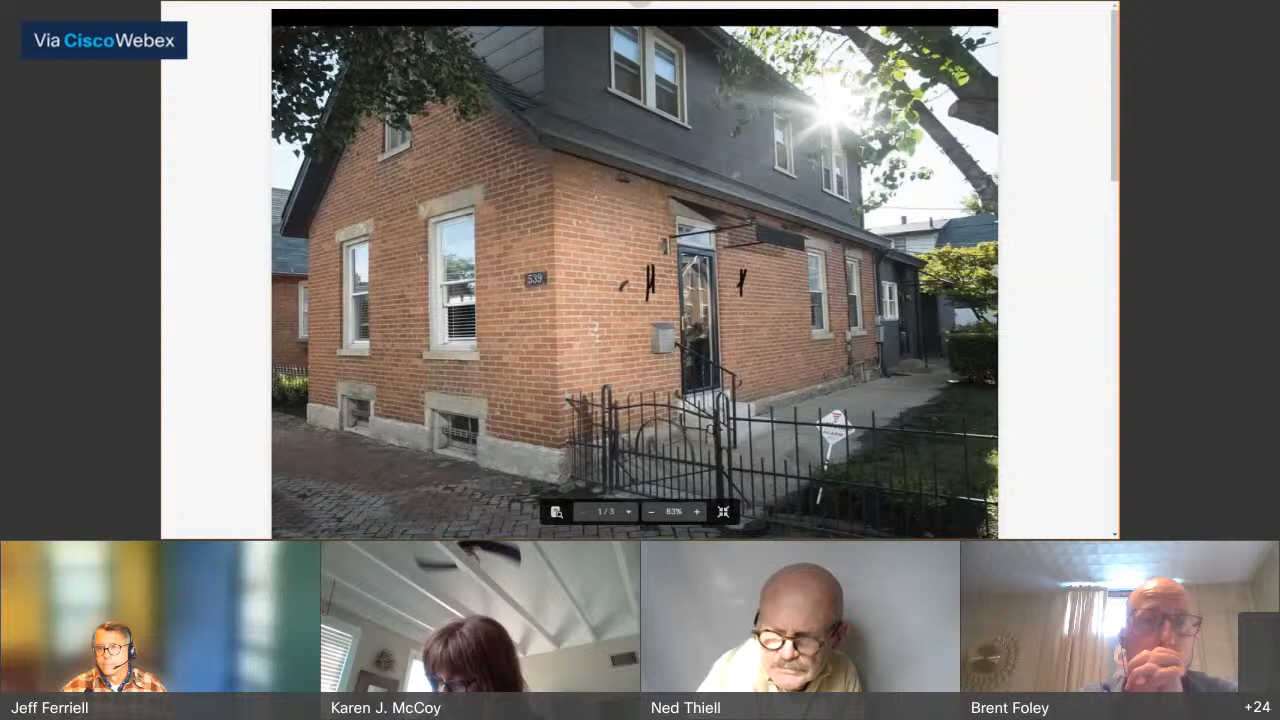 Via CiscoWebex
539
1 / 3
83%
Jeff Ferriell
Karen J. McCoy
Ned Thiell
Brent Foley
+24